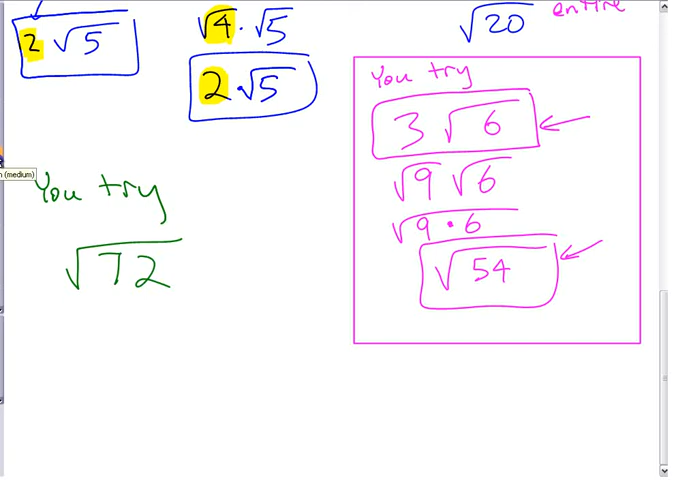 2 √5
√4 · √5
2 · √5
√20
entire
You try
3 √6
√9 √6
√9 · 6
√54
n (medium)
You try
√72